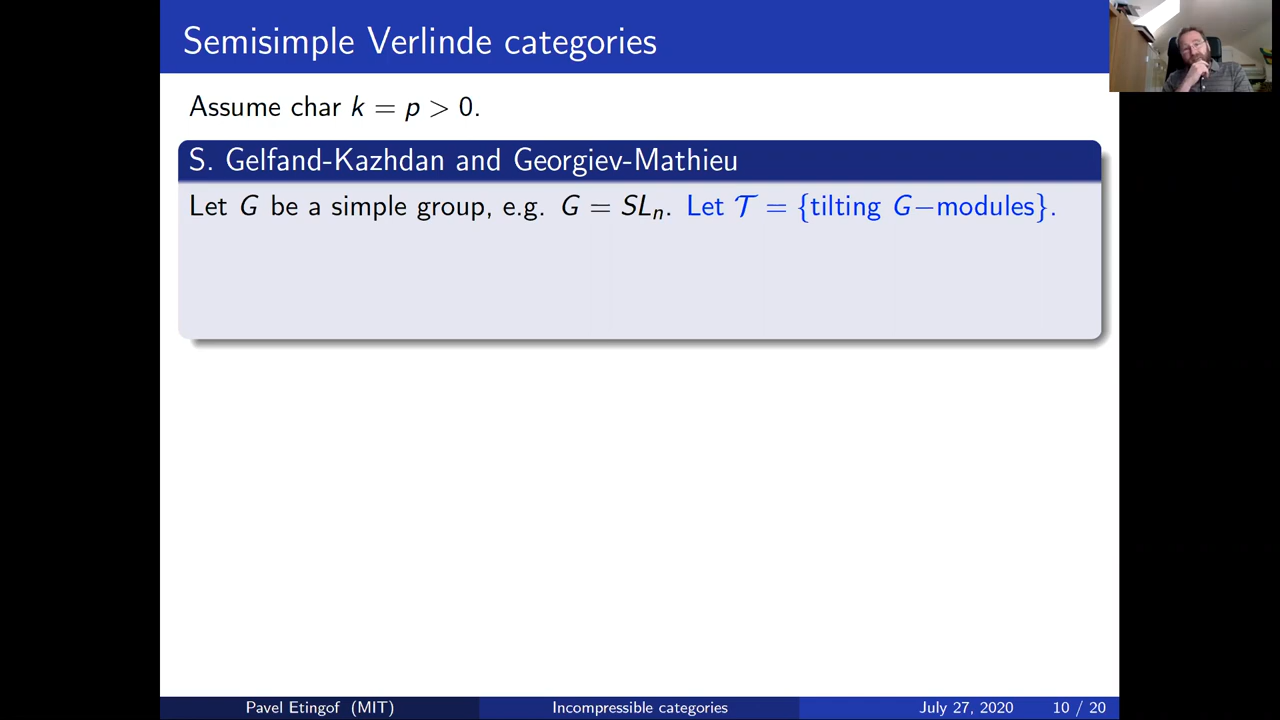 Semisimple Verlinde categories
Assume char k = p > 0.
S. Gelfand-Kazhdan and Georgiev-Mathieu
Let G be a simple group, e.g. G = SLₙ. Let 𝒯 = {tilting G−modules}.
Pavel Etingof (MIT) Incompressible categories July 27, 2020 10 / 20